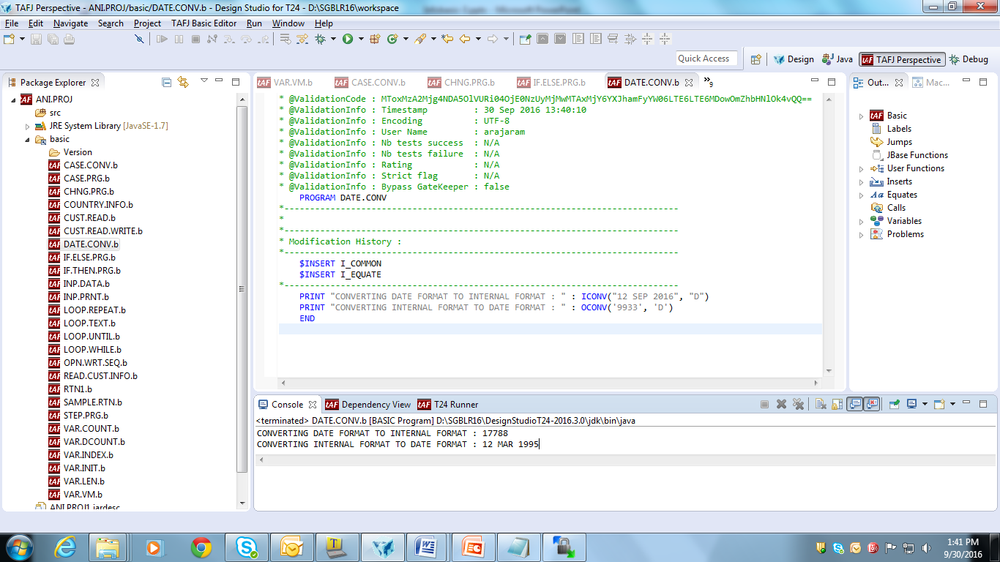 TAFJ Perspective - ANI.PROJ/basic/DATE.CONV.b - Design Studio for T24 - D:\SGBLR16\workspace
File Edit Navigate Search Project TAFJ Basic Editor Run Window Help
Quick Access
Design Java TAFJ Perspective Debug
Package Explorer
ANI.PROJ
src
JRE System Library [JavaSE-1.7]
basic
Version
CASE.CONV.b
CASE.PRG.b
CHNG.PRG.b
COUNTRY.INFO.b
CUST.READ.b
CUST.READ.WRITE.b
DATE.CONV.b
IF.ELSE.PRG.b
IF.THEN.PRG.b
INP.DATA.b
INP.PRNT.b
LOOP.REPEAT.b
LOOP.TEXT.b
LOOP.UNTIL.b
LOOP.WHILE.b
OPN.WRT.SEQ.b
READ.CUST.INFO.b
RTN1.b
SAMPLE.RTN.b
STEP.PRG.b
VAR.COUNT.b
VAR.DCOUNT.b
VAR.INDEX.b
VAR.INIT.b
VAR.LEN.b
VAR.VM.b
ANI.PROJ1.jardesc
VAR.VM.b CASE.CONV.b CHNG.PRG.b IF.ELSE.PRG.b DATE.CONV.b »9
* @ValidationCode : MToxMzA2Mjg4NDA5OlVURi04OjE0NzUyMjMwMTAxMjY6YXJhamFyYW06LTE6LTE6MDowOmZhbHNlOk4vQQ==
* @ValidationInfo : Timestamp : 30 Sep 2016 13:40:10
* @ValidationInfo : Encoding : UTF-8
* @ValidationInfo : User Name : arajaram
* @ValidationInfo : Nb tests success : N/A
* @ValidationInfo : Nb tests failure : N/A
* @ValidationInfo : Rating : N/A
* @ValidationInfo : Strict flag : N/A
* @ValidationInfo : Bypass GateKeeper : false
PROGRAM DATE.CONV
*-----------------------------------------------------------------------------
*
*-----------------------------------------------------------------------------
* Modification History :
*-----------------------------------------------------------------------------
$INSERT I_COMMON
$INSERT I_EQUATE
*-----------------------------------------------------------------------------
PRINT "CONVERTING DATE FORMAT TO INTERNAL FORMAT : " : ICONV("12 SEP 2016", "D")
PRINT "CONVERTING INTERNAL FORMAT TO DATE FORMAT : " : OCONV('9933', 'D')
END
Out... Mac...
Basic
Labels
Jumps
JBase Functions
User Functions
Inserts
Equates
Calls
Variables
Problems
Console Dependency View T24 Runner
<terminated> DATE.CONV.b [BASIC Program] D:\SGBLR16\DesignStudioT24-2016.3.0\jdk\bin\java
CONVERTING DATE FORMAT TO INTERNAL FORMAT : 17788
CONVERTING INTERNAL FORMAT TO DATE FORMAT : 12 MAR 1995
1:41 PM
9/30/2016